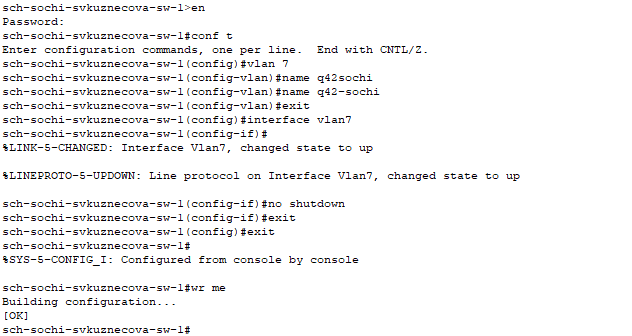 sch-sochi-svkuznecova-sw-1>en
Password:
sch-sochi-svkuznecova-sw-1#conf t
Enter configuration commands, one per line.  End with CNTL/Z.
sch-sochi-svkuznecova-sw-1(config)#vlan 7
sch-sochi-svkuznecova-sw-1(config-vlan)#name q42sochi
sch-sochi-svkuznecova-sw-1(config-vlan)#name q42-sochi
sch-sochi-svkuznecova-sw-1(config-vlan)#exit
sch-sochi-svkuznecova-sw-1(config)#interface vlan7
sch-sochi-svkuznecova-sw-1(config-if)#
%LINK-5-CHANGED: Interface Vlan7, changed state to up
%LINEPROTO-5-UPDOWN: Line protocol on Interface Vlan7, changed state to up
sch-sochi-svkuznecova-sw-1(config-if)#no shutdown
sch-sochi-svkuznecova-sw-1(config-if)#exit
sch-sochi-svkuznecova-sw-1(config)#exit
sch-sochi-svkuznecova-sw-1#
%SYS-5-CONFIG_I: Configured from console by console
sch-sochi-svkuznecova-sw-1#wr me
Building configuration...
[OK]
sch-sochi-svkuznecova-sw-1#